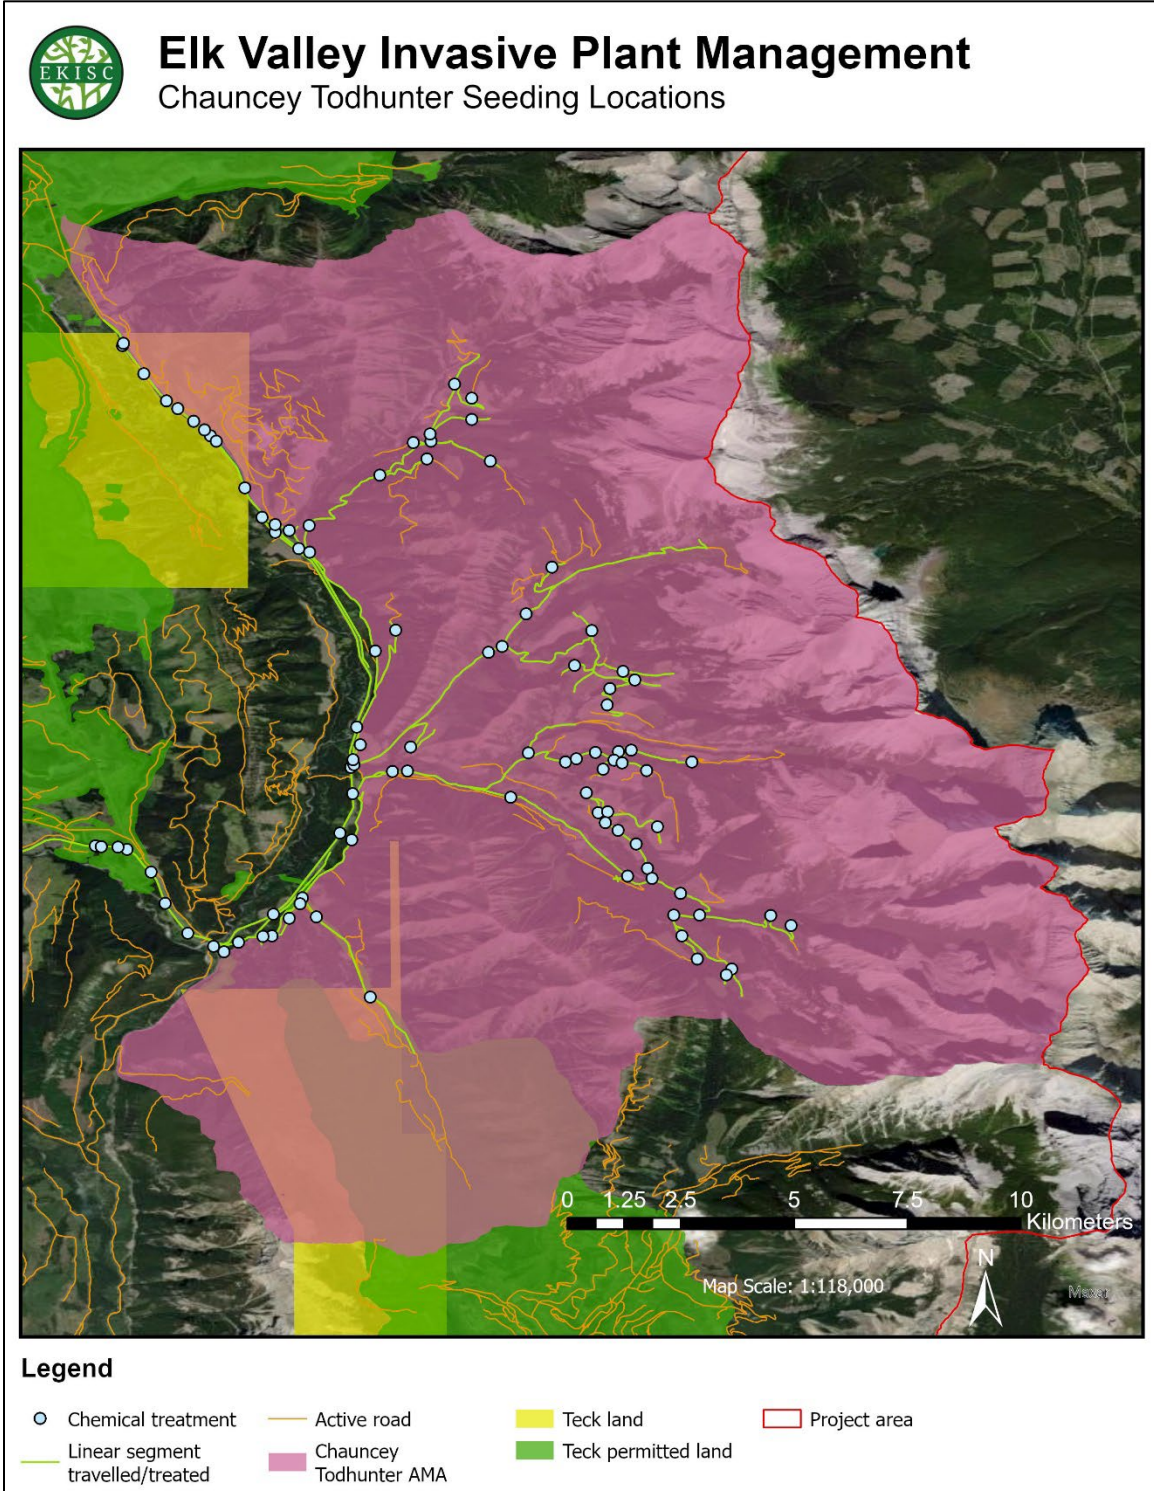 EKISC
Elk Valley Invasive Plant Management
Chauncey Todhunter Seeding Locations
0 1.25 2.5 5 7.5 10
Kilometers
N
Map Scale: 1:118,000
Maxar
Legend
Chemical treatment
Active road
Teck land
Project area
Linear segment
travelled/treated
Chauncey
Todhunter AMA
Teck permitted land